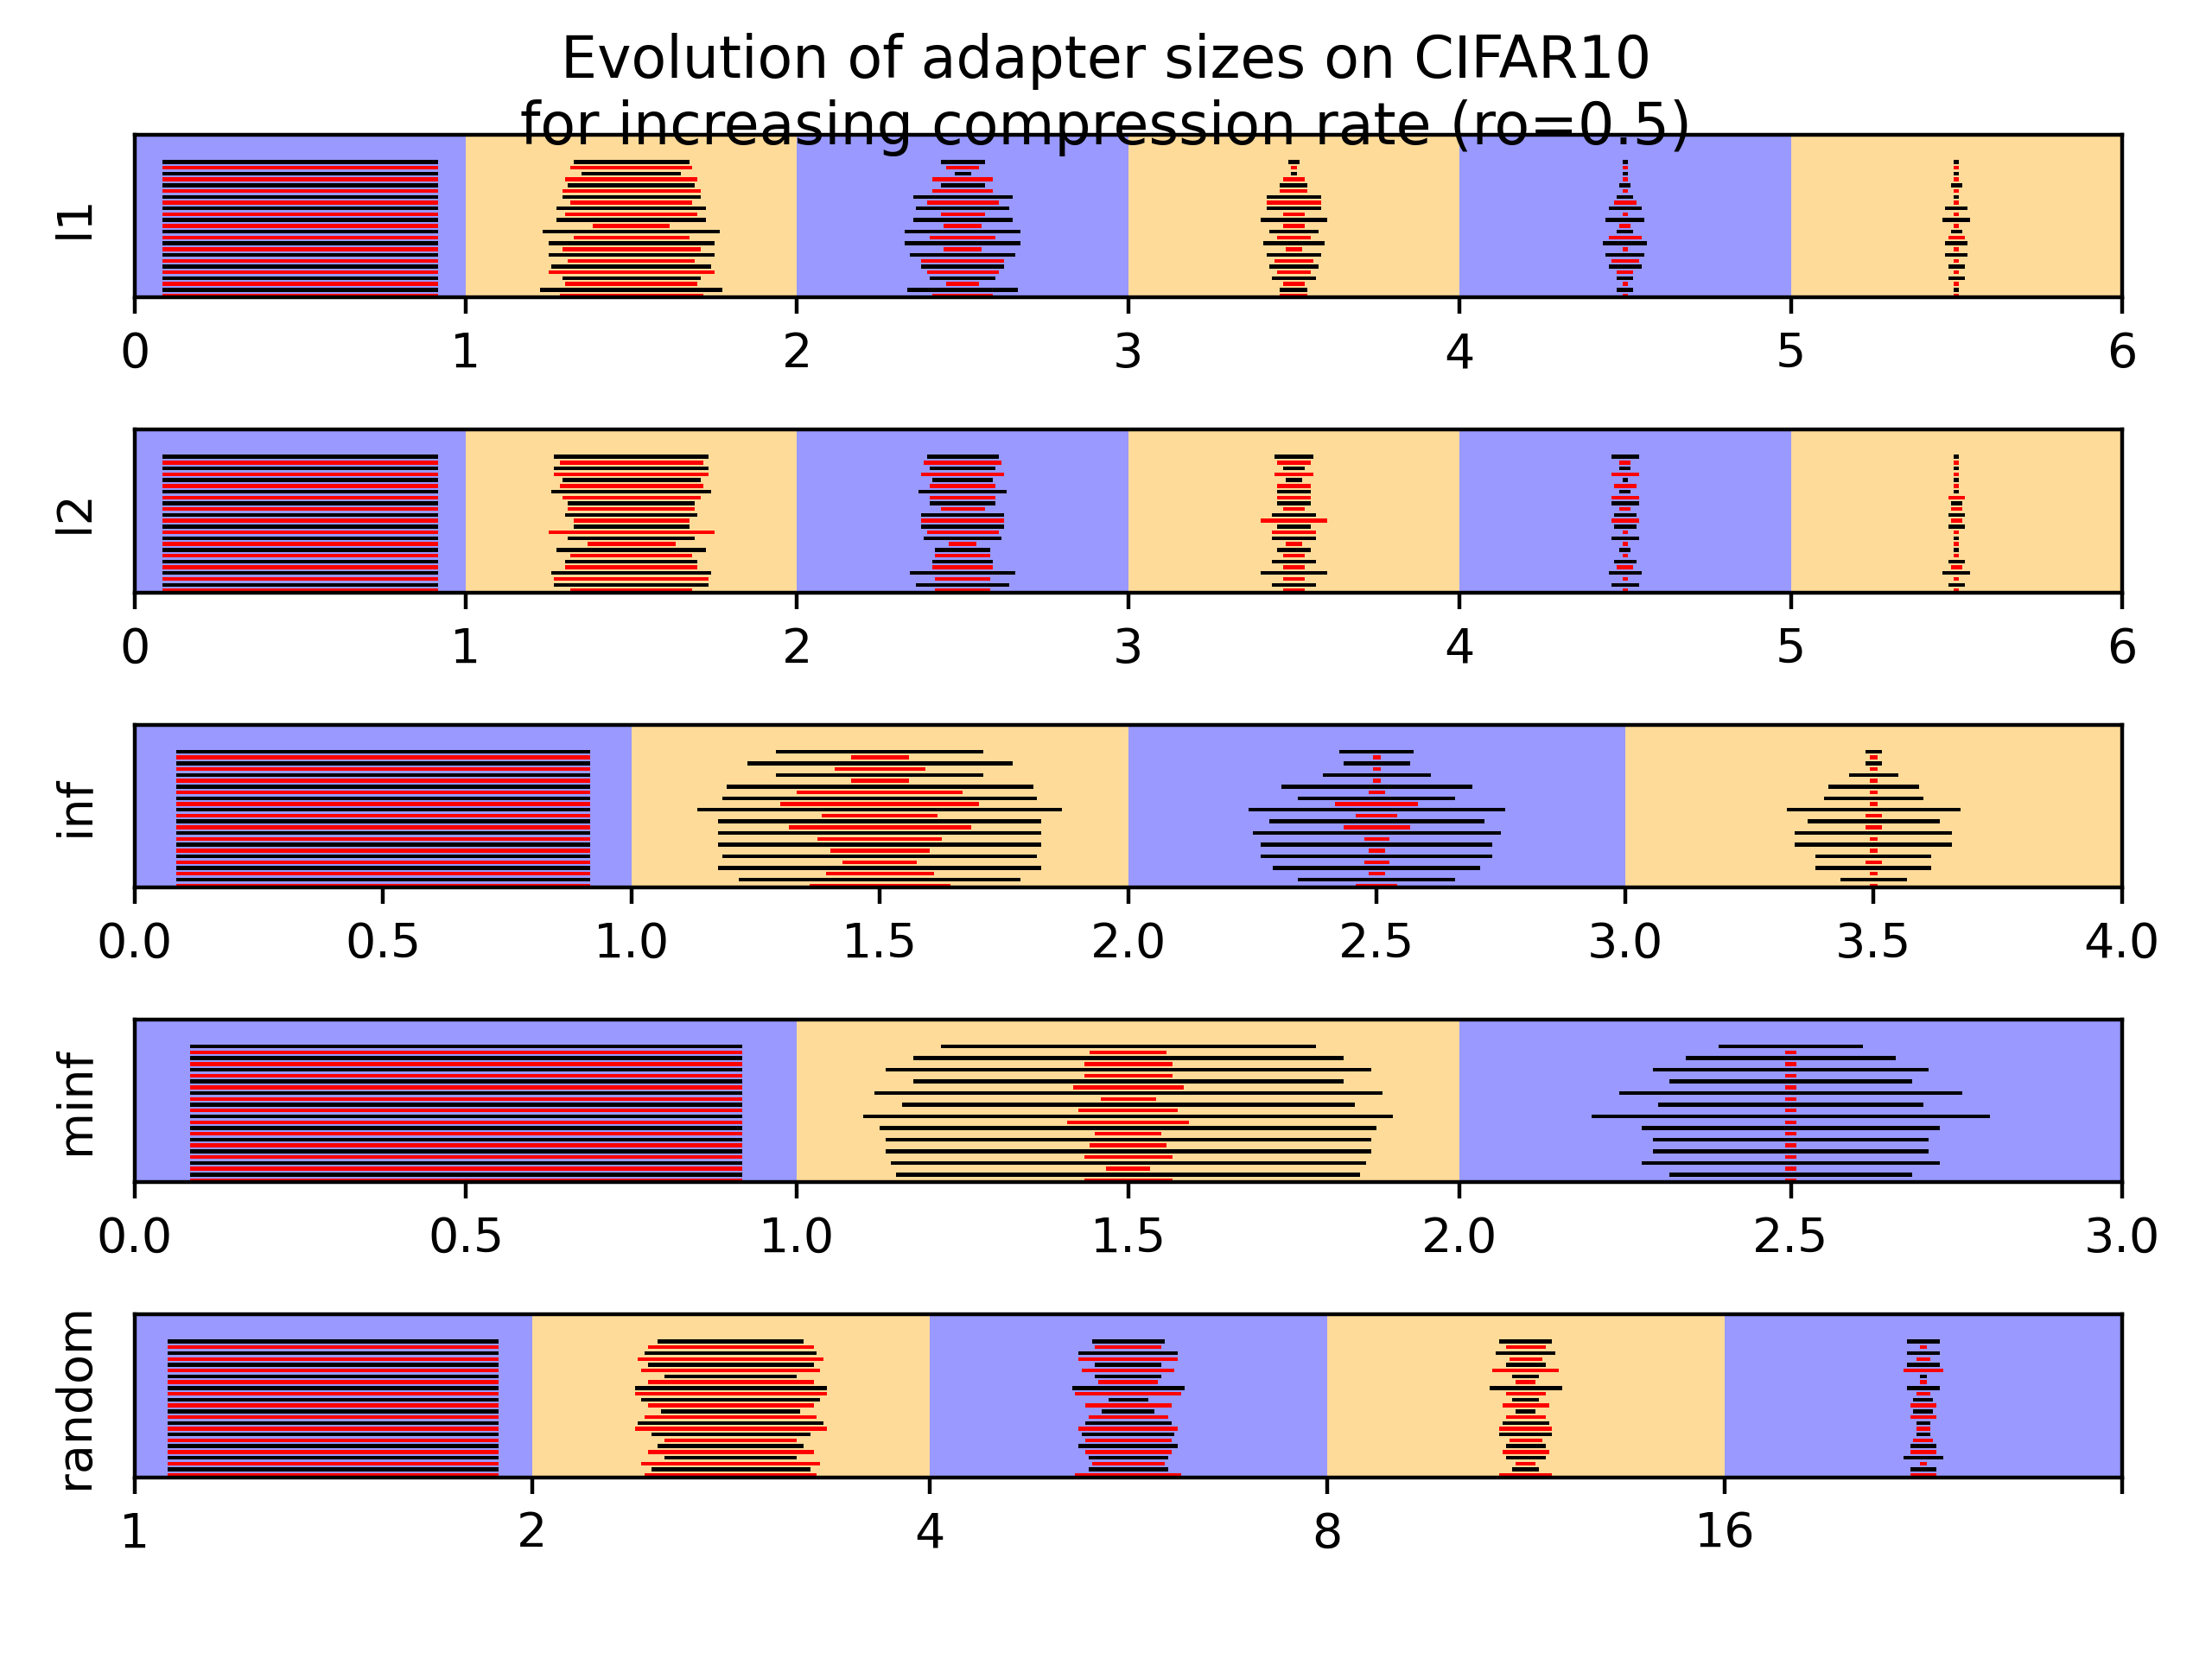 Evolution of adapter sizes on CIFAR10
for increasing compression rate (ro=0.5)
l1
0 1 2 3 4 5 6
l2
0 1 2 3 4 5 6
inf
0.0 0.5 1.0 1.5 2.0 2.5 3.0 3.5 4.0
minf
0.0 0.5 1.0 1.5 2.0 2.5 3.0
random
1 2 4 8 16